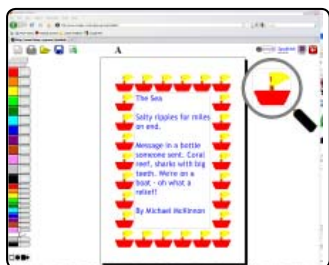 A
The Sea
Salty ripples for miles
on end.
Message in a bottle
someone sent. Coral
reef, sharks with big
teeth. We're on a
boat - oh what a
relief!
By Michael McKinnon